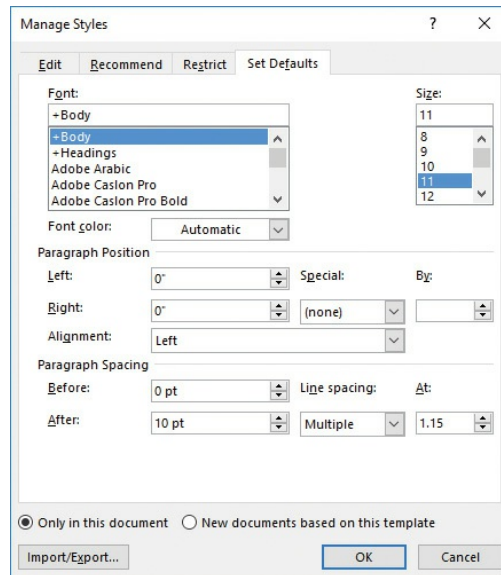 Manage Styles ? ×
Edit Recommend Restrict Set Defaults
Font: Size:
+Body 11
+Body 8
+Headings 9
Adobe Arabic 10
Adobe Caslon Pro 11
Adobe Caslon Pro Bold 12
Font color: Automatic
Paragraph Position
Left: 0" Special: By:
Right: 0" (none)
Alignment: Left
Paragraph Spacing
Before: 0 pt Line spacing: At:
After: 10 pt Multiple 1.15
Only in this document New documents based on this template
Import/Export... OK Cancel